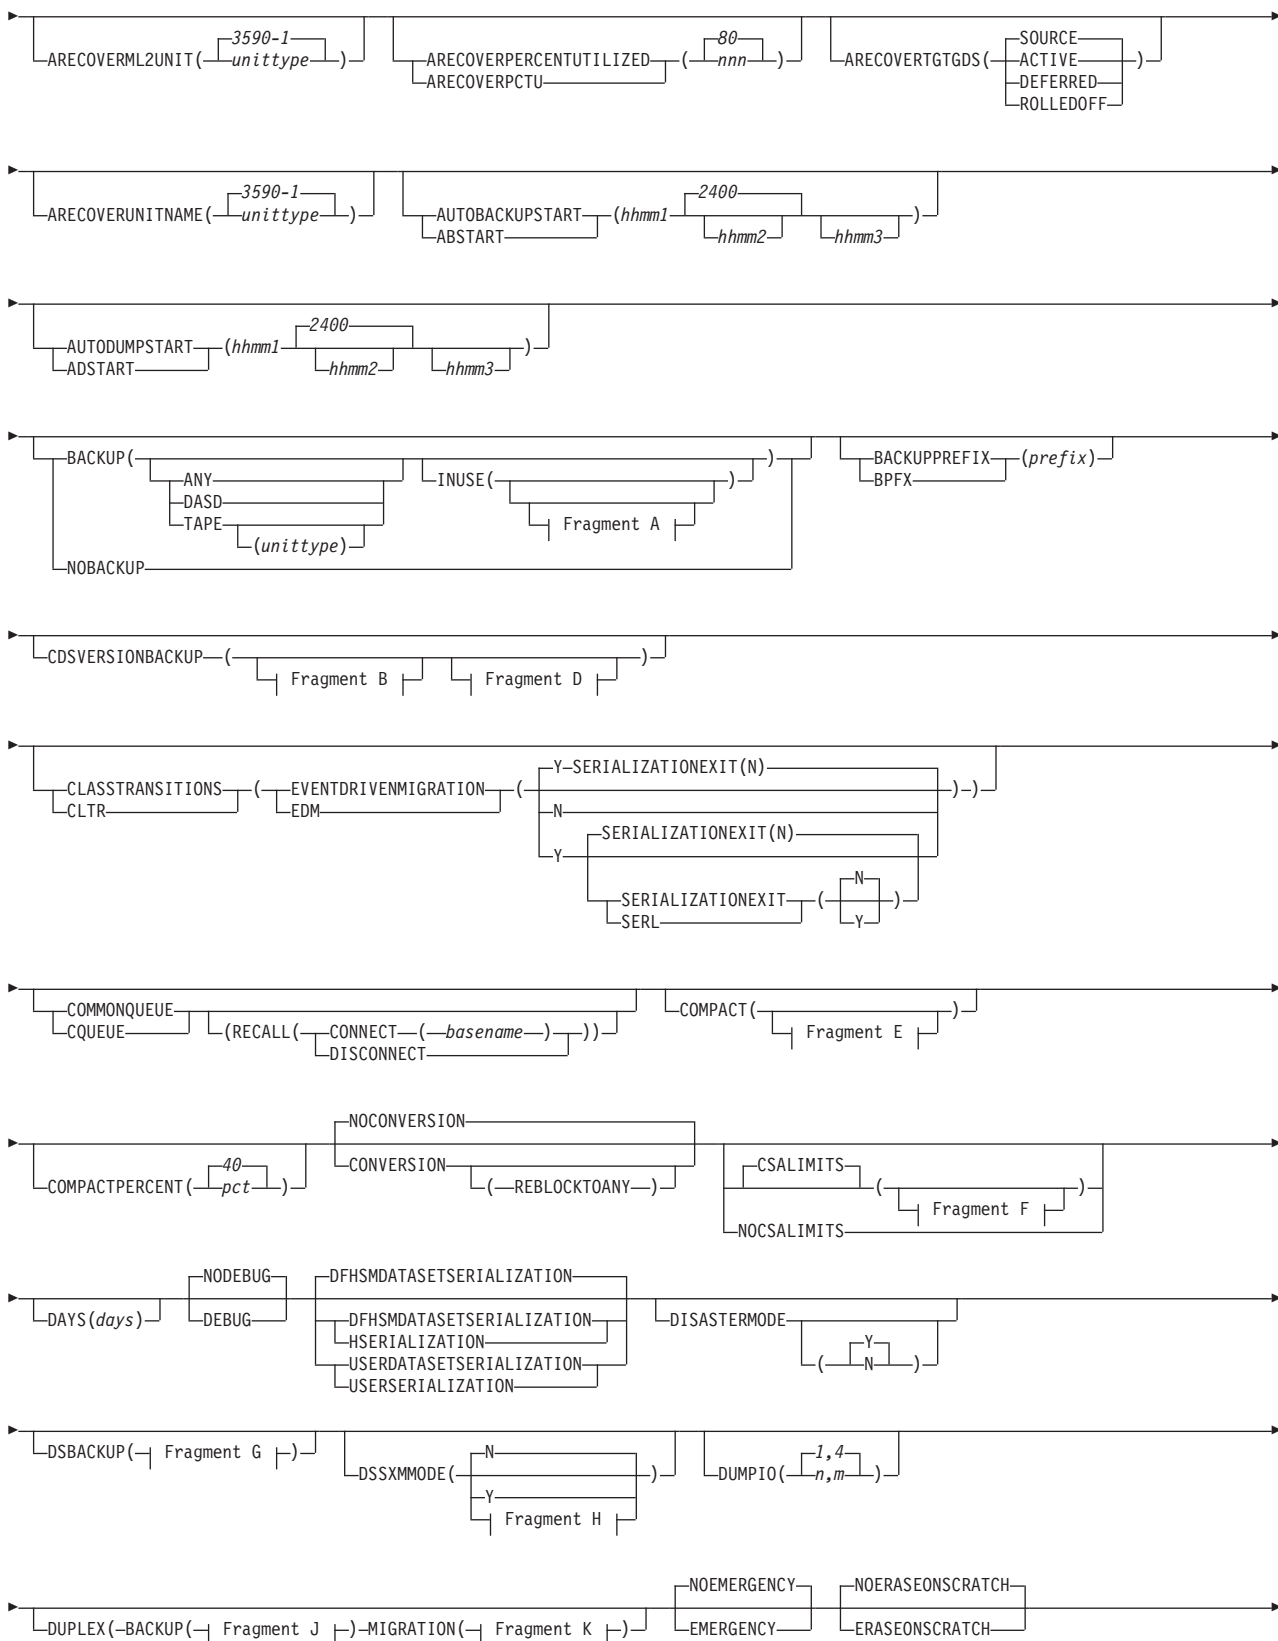 3590-1 80 SOURCE
ARECOVERML2UNIT( unittype ) ARECOVERPERCENTUTILIZED ( nnn ) ARECOVERTGTGDS( ACTIVE )
ARECOVERPCTU DEFERRED
ROLLEDOFF
3590-1 2400
ARECOVERUNITNAME( unittype ) AUTOBACKUPSTART (hhmm1 )
ABSTART hhmm2 hhmm3
2400
AUTODUMPSTART (hhmm1 )
ADSTART hhmm2 hhmm3
BACKUP( ) BACKUPPREFIX (prefix)
ANY INUSE( ) BPFX
DASD
TAPE Fragment A
(unittype)
NOBACKUP
CDSVERSIONBACKUP ( )
Fragment B Fragment D
Y SERIALIZATIONEXIT(N)
CLASSTRANSITIONS ( EVENTDRIVENMIGRATION ( ) )
CLTR EDM N
SERIALIZATIONEXIT(N)
Y
N
SERIALIZATIONEXIT ( )
SERL Y
COMMONQUEUE COMPACT( )
CQUEUE (RECALL( CONNECT ( basename ) )) Fragment E
DISCONNECT
NOCONVERSION
40 CONVERSION CSALIMITS
COMPACTPERCENT( pct ) ( REBLOCKTOANY ) ( )
Fragment F
NOCSALIMITS
NODEBUG DFHSMDATASETSERIALIZATION
DAYS(days) DEBUG DFHSMDATASETSERIALIZATION DISASTERMODE
HSERIALIZATION Y
USERDATASETSERIALIZATION ( N )
USERSERIALIZATION
DSBACKUP( Fragment G ) N 1,4
DSSXMMODE( ) DUMPIO( n,m )
Y
Fragment H
NOEMERGENCY NOERASEONSCRATCH
DUPLEX( BACKUP( Fragment J ) MIGRATION( Fragment K ) EMERGENCY ERASEONSCRATCH